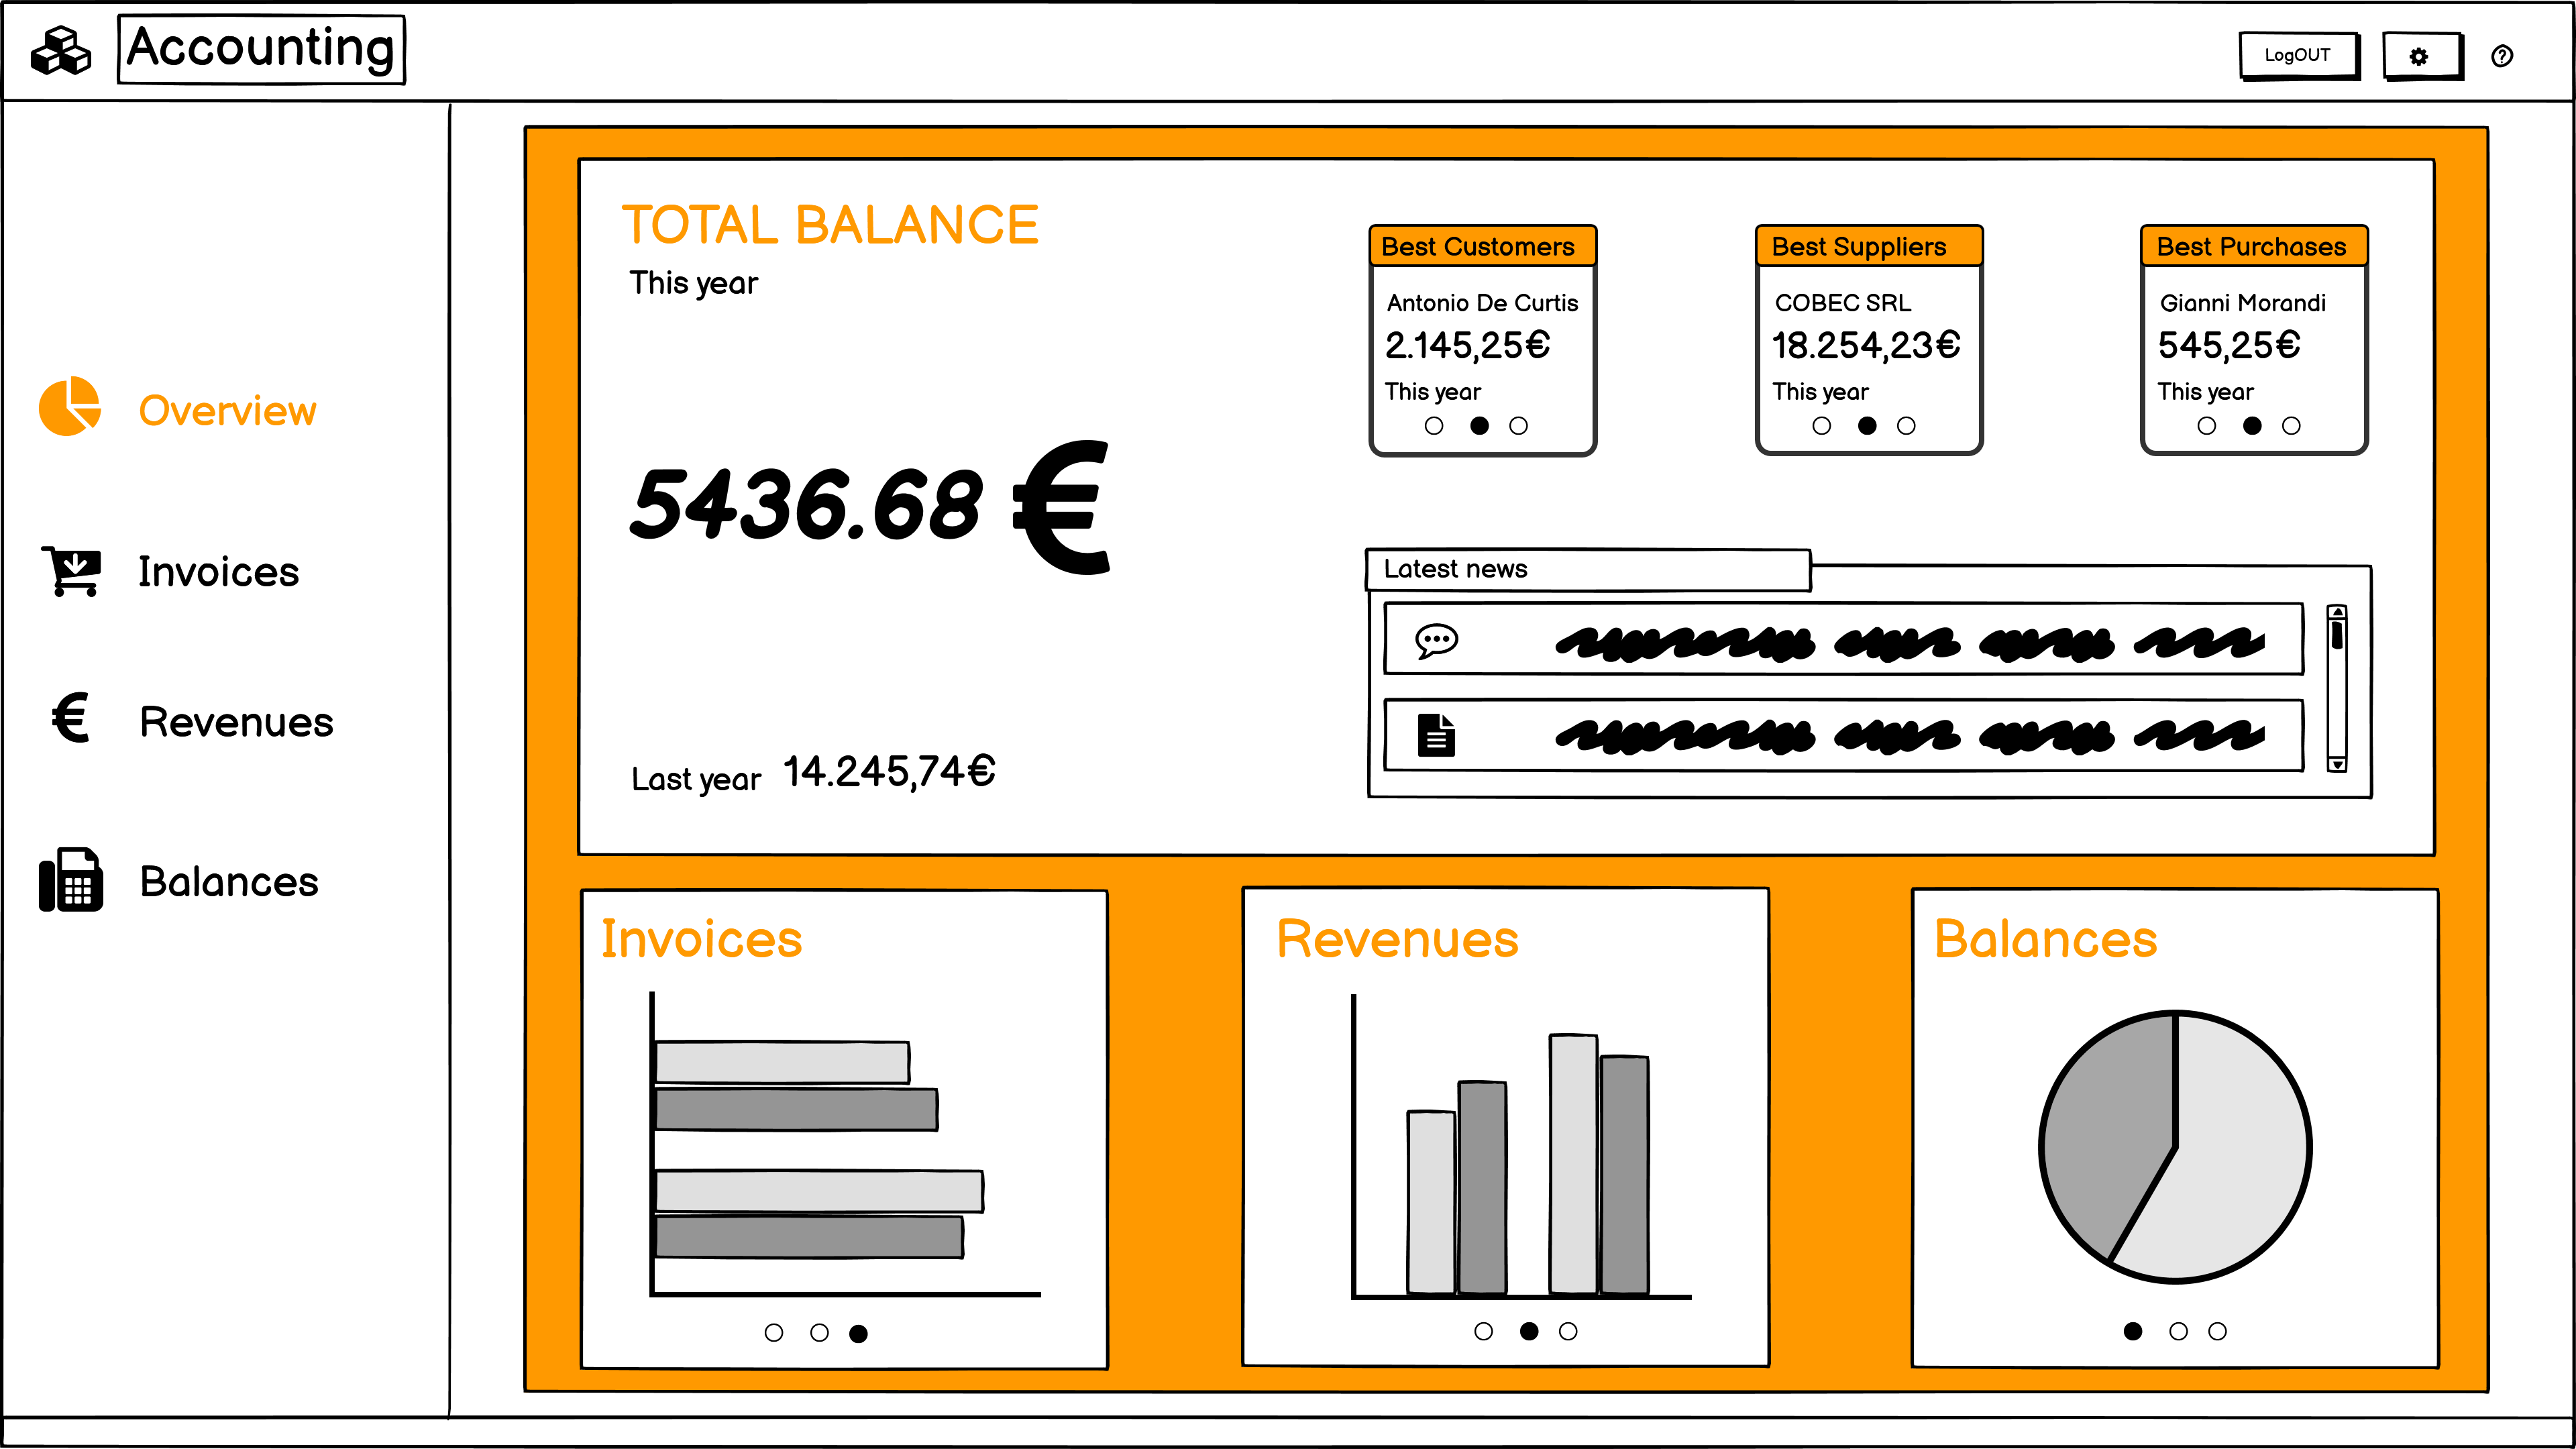 Accounting
LogOUT
?
Overview
Invoices
Revenues
Balances
TOTAL BALANCE
This year
5436.68 €
Last year 14.245,74€
Best Customers
Antonio De Curtis
2.145,25€
This year
Best Suppliers
COBEC SRL
18.254,23€
This year
Best Purchases
Gianni Morandi
545,25€
This year
Latest news
Invoices
Revenues
Balances